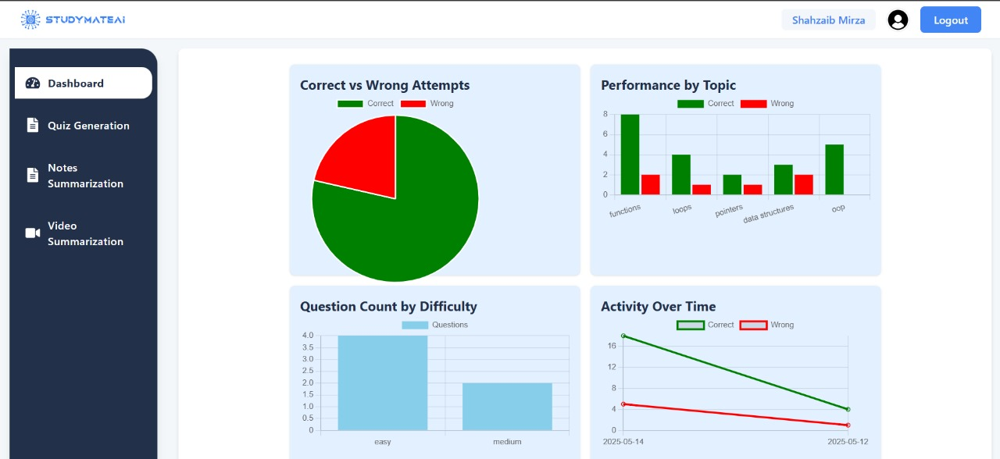 STUDYMATEAi
Shahzaib Mirza
Logout
Dashboard
Quiz Generation
Notes
Summarization
Video
Summarization
Correct vs Wrong Attempts
Correct Wrong
Performance by Topic
Correct Wrong
8
6
4
2
0
functions loops pointers data structures oop
Question Count by Difficulty
Questions
4.0
3.5
3.0
2.5
2.0
1.5
1.0
0.5
0
easy medium
Activity Over Time
Correct Wrong
16
12
8
4
0
2025-05-14 2025-05-12